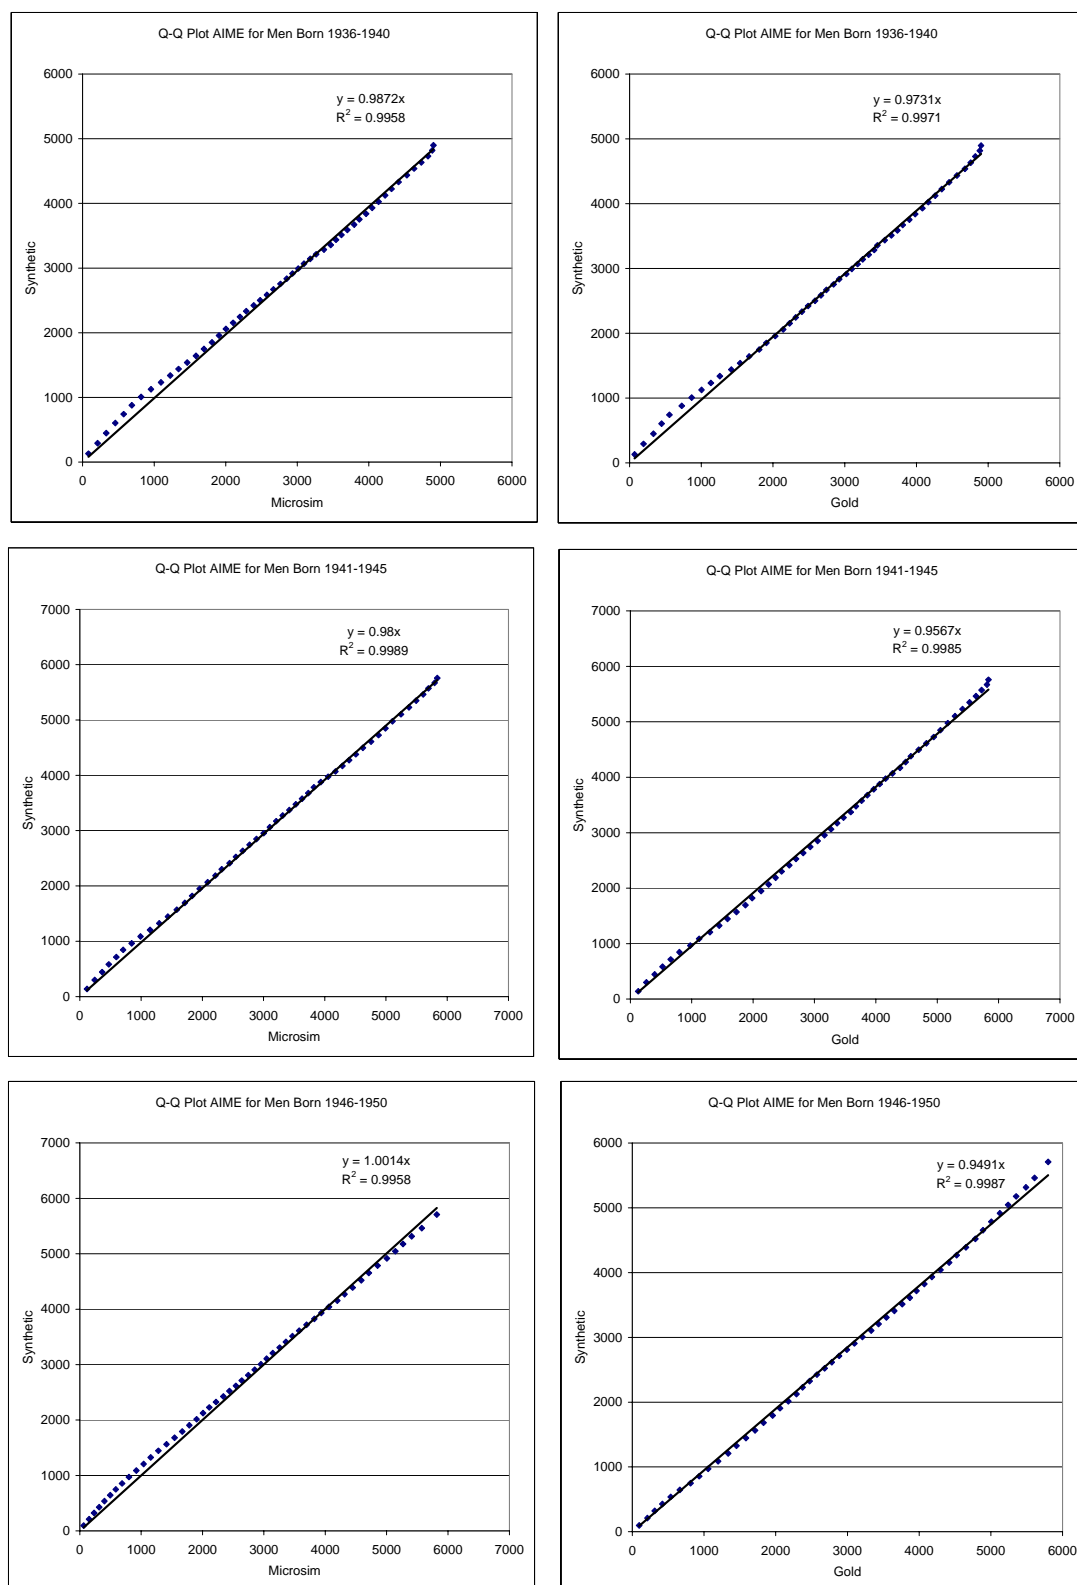 Q-Q Plot AIME for Men Born 1936-1940
y = 0.9872x
R² = 0.9958
6000
5000
4000
3000
2000
1000
0
Synthetic
0 1000 2000 3000 4000 5000 6000
Microsim
Q-Q Plot AIME for Men Born 1936-1940
y = 0.9731x
R² = 0.9971
6000
5000
4000
3000
2000
1000
0
Synthetic
0 1000 2000 3000 4000 5000 6000
Gold
Q-Q Plot AIME for Men Born 1941-1945
y = 0.98x
R² = 0.9989
7000
6000
5000
4000
3000
2000
1000
0
Synthetic
0 1000 2000 3000 4000 5000 6000 7000
Microsim
Q-Q Plot AIME for Men Born 1941-1945
y = 0.9567x
R² = 0.9985
7000
6000
5000
4000
3000
2000
1000
0
Synthetic
0 1000 2000 3000 4000 5000 6000 7000
Gold
Q-Q Plot AIME for Men Born 1946-1950
y = 1.0014x
R² = 0.9958
7000
6000
5000
4000
3000
2000
1000
0
Synthetic
0 1000 2000 3000 4000 5000 6000 7000
Microsim
Q-Q Plot AIME for Men Born 1946-1950
y = 0.9491x
R² = 0.9987
6000
5000
4000
3000
2000
1000
0
Synthetic
0 1000 2000 3000 4000 5000 6000
Gold